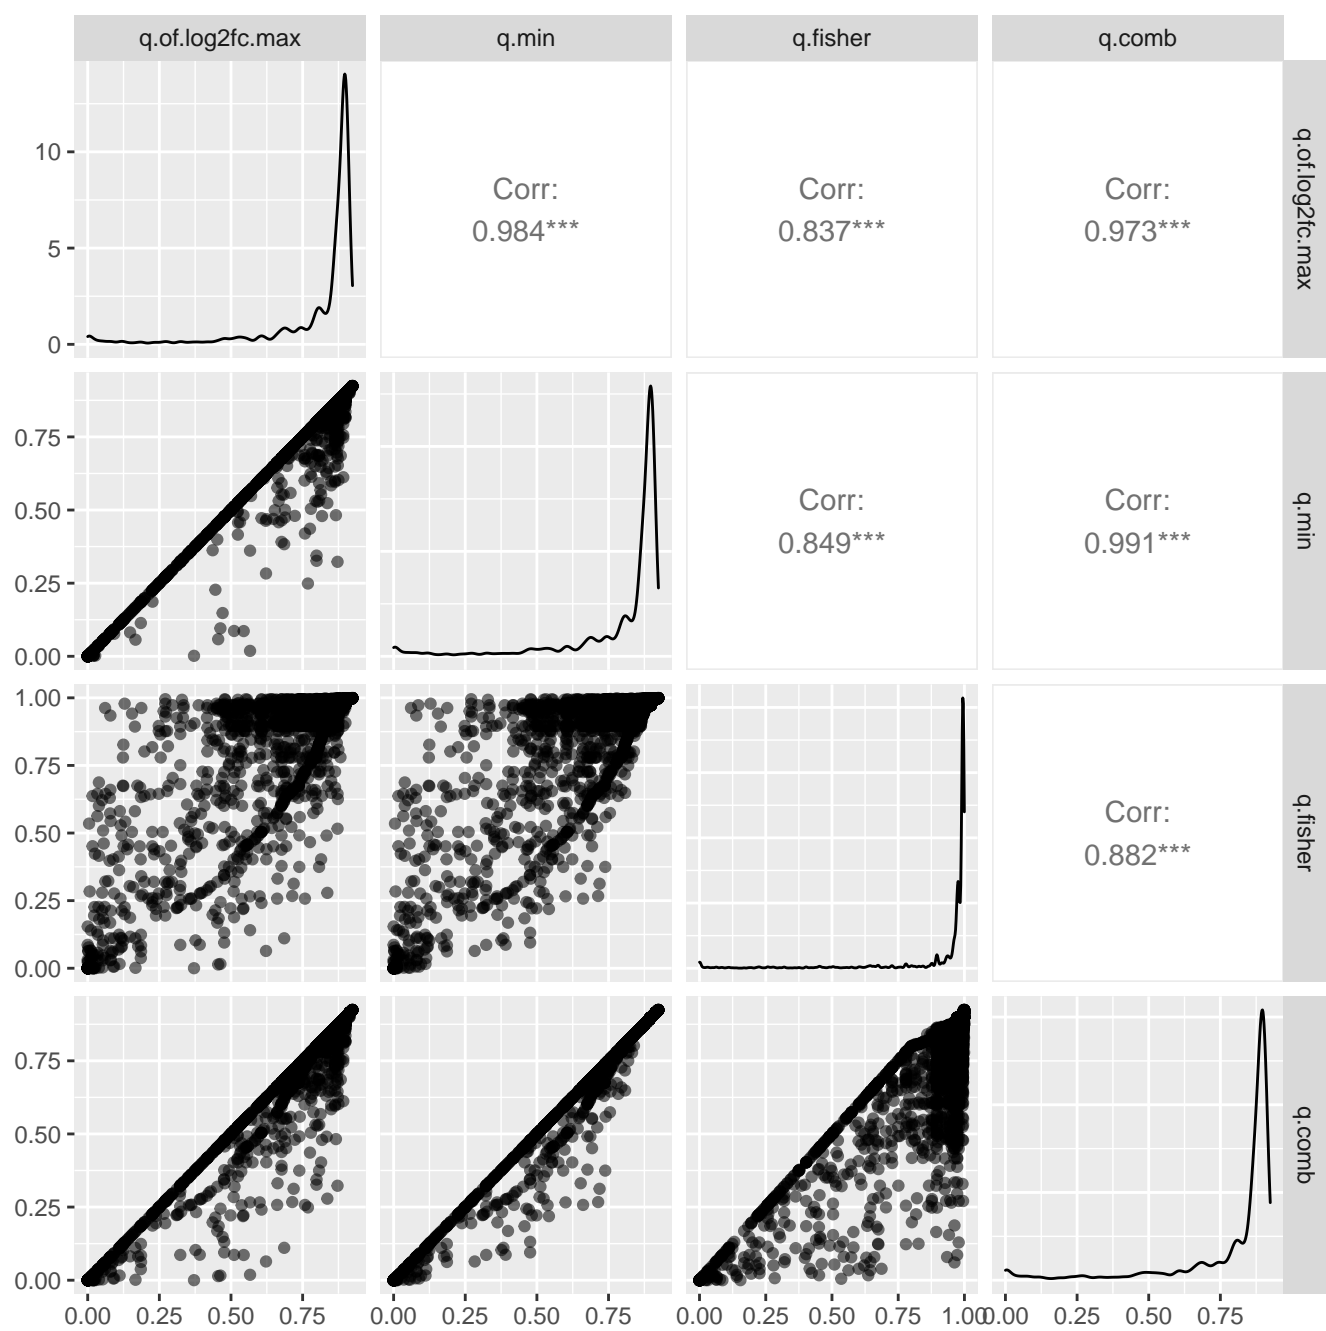 q.of.log2fc.max q.min q.fisher q.comb
10
5
0
Corr:
0.984***
Corr:
0.837***
Corr:
0.973***
q.of.log2fc.max
0.75
0.50
0.25
0.00
Corr:
0.849***
Corr:
0.991***
q.min
1.00
0.75
0.50
0.25
0.00
Corr:
0.882***
q.fisher
0.75
0.50
0.25
0.00
q.comb
0.00 0.25 0.50 0.75 0.00 0.25 0.50 0.75 0.00 0.25 0.50 0.75 1.00 0.00 0.25 0.50 0.75